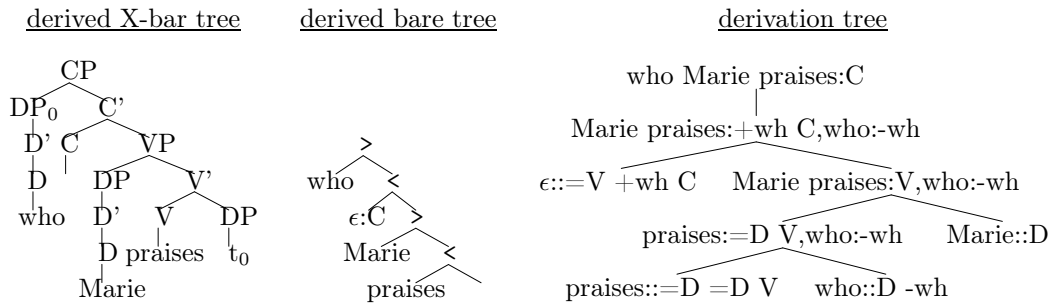 derived X-bar tree derived bare tree derivation tree
CP who Marie praises:C
DP₀ C' Marie praises:+wh C,who:-wh
D' C VP >
D DP V' who < ϵ::=V +wh C Marie praises:V,who:-wh
who D' V DP ϵ:C > praises:=D V,who:-wh Marie::D
D praises t₀ Marie <
Marie praises praises::=D =D V who::D -wh